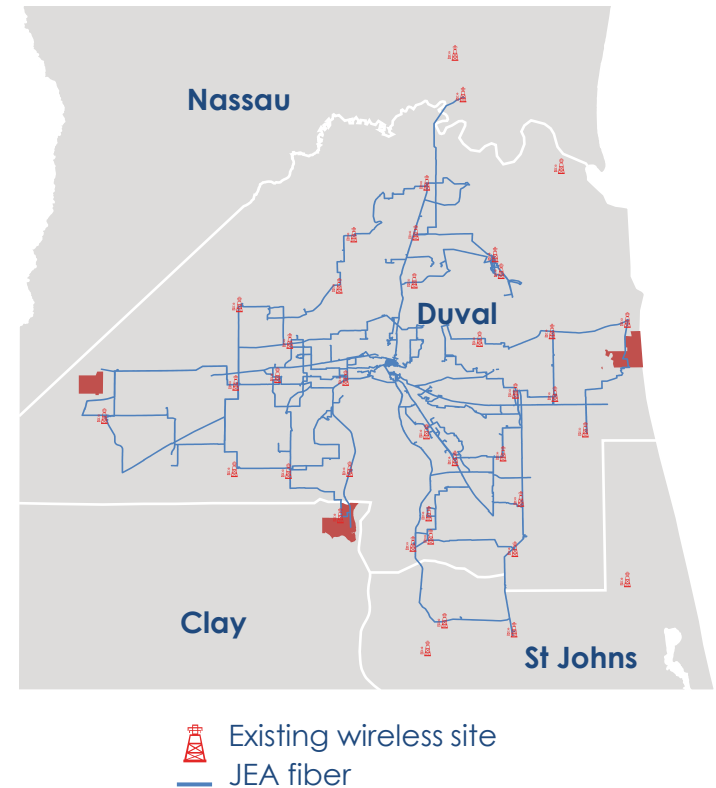 Nassau
Duval
Clay
St Johns
Existing wireless site
JEA fiber